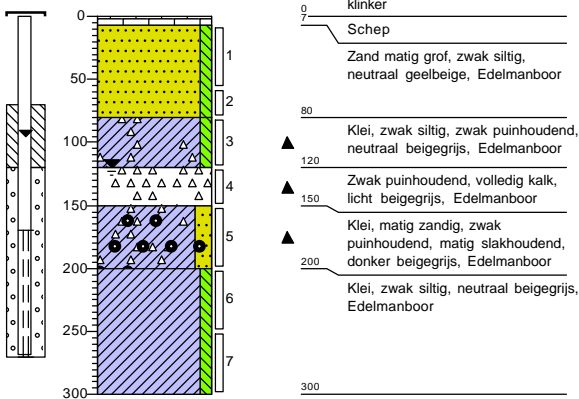 0
50
100
150
200
250
300
1
2
3
4
5
6
7
klinker
0
7
Schep
Zand matig grof, zwak siltig,
neutraal geelbeige, Edelmanboor
80
Klei, zwak siltig, zwak puinhoudend,
neutraal beigegrijs, Edelmanboor
120
Zwak puinhoudend, volledig kalk,
licht beigegrijs, Edelmanboor
150
Klei, matig zandig, zwak
puinhoudend, matig slakhoudend,
donker beigegrijs, Edelmanboor
200
Klei, zwak siltig, neutraal beigegrijs,
Edelmanboor
300